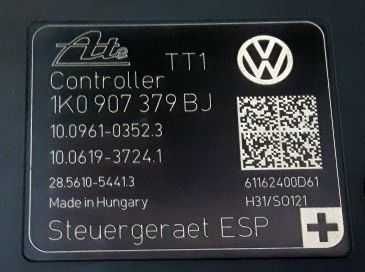 Ate TT1
Controller
1K0 907 379 BJ
10.0961-0352.3
10.0619-3724.1
28.5610-5441.3 61162400D61
Made in Hungary H31/SO121
Steuergeraet ESP